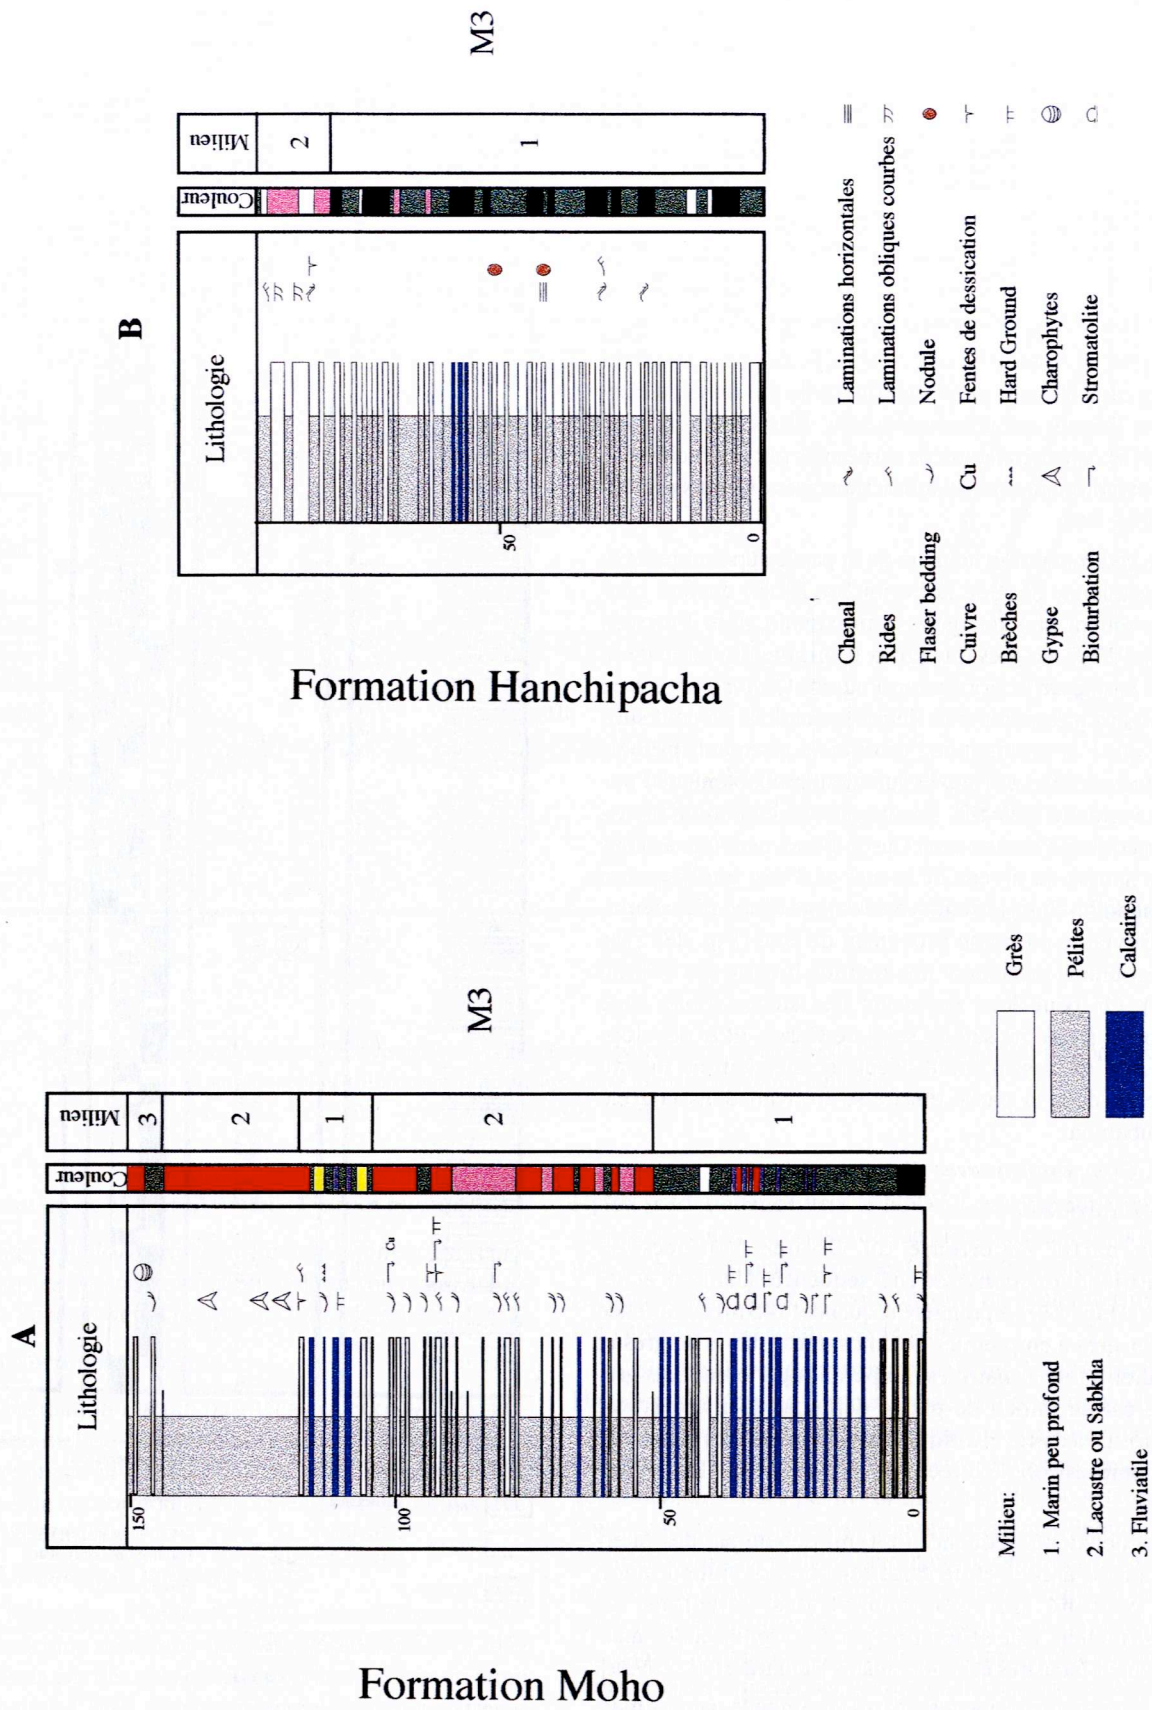 Formation Moho
A
Lithologie
Couleur
Milieu
150
100
50
0
Cu
3
2
1
2
1
M3
Formation Hanchipacha
B
Lithologie
Couleur
Milieu
50
0
2
1
M3
Milieu:
1. Marin peu profond
2. Lacustre ou Sabkha
3. Fluviatile
Grès
Pélites
Calcaires
Chenal
Rides
Flaser bedding
Cuivre Cu
Brèches
Gypse
Bioturbation
Laminations horizontales
Laminations obliques courbes
Nodule
Fentes de dessication
Hard Ground
Charophytes
Stromatolite